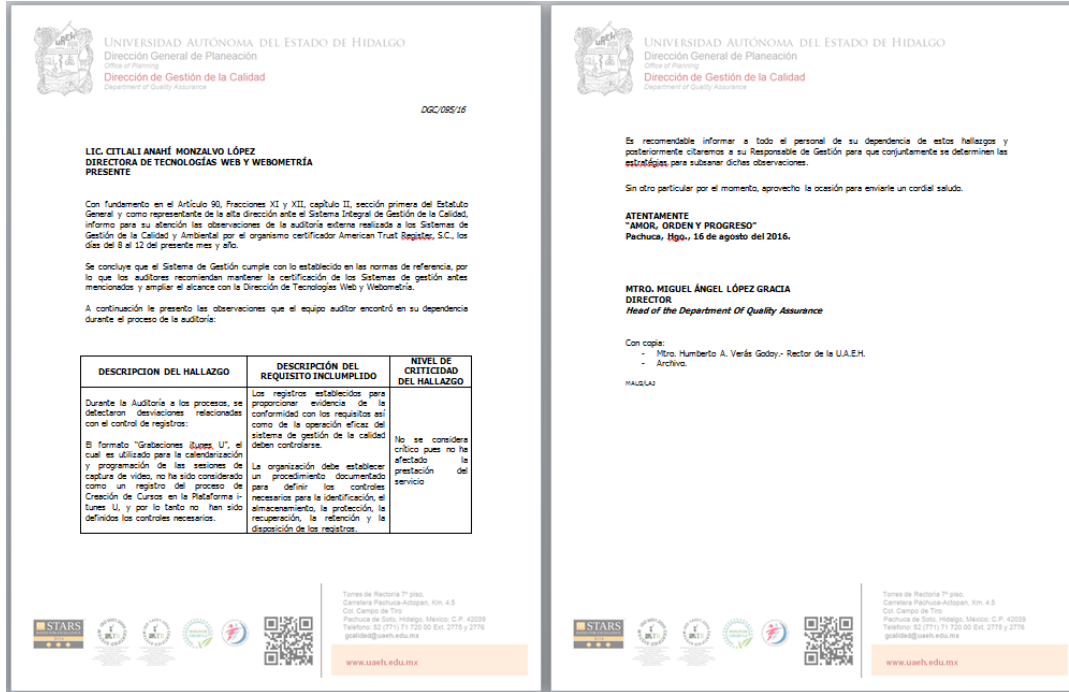 UNIVERSIDAD AUTÓNOMA DEL ESTADO DE HIDALGO
Dirección General de Planeación
Office of Planning
Dirección de Gestión de la Calidad
Department of Quality Assurance
DGC/095/16
LIC. CITLALI ANAHÍ MONZALVO LÓPEZ
DIRECTORA DE TECNOLOGÍAS WEB Y WEBOMETRÍA
PRESENTE
Con fundamento en el Artículo 90, Fracciones XI y XII, capítulo II, sección primera del Estatuto
General y como representante de la alta dirección ante el Sistema Integral de Gestión de la Calidad,
informo para su atención las observaciones de la auditoría externa realizada a los Sistemas de
Gestión de la Calidad y Ambiental por el organismo certificador American Trust Register, S.C., los
días del 8 al 12 del presente mes y año.
Se concluye que el Sistema de Gestión cumple con lo establecido en las normas de referencia, por
lo que los auditores recomiendan mantener la certificación de los Sistemas de gestión antes
mencionados y ampliar el alcance con la Dirección de Tecnologías Web y Webometría.
A continuación le presento las observaciones que el equipo auditor encontró en su dependencia
durante el proceso de la auditoría:
DESCRIPCION DEL HALLAZGO
DESCRIPCIÓN DEL
REQUISITO INCLUMPLIDO
NIVEL DE
CRITICIDAD
DEL HALLAZGO
Durante la Auditoría a los procesos, se
detectaron desviaciones relacionadas
con el control de registros:
El formato "Grabaciones itunes U", el
cual es utilizado para la calendarización
y programación de las sesiones de
captura de video, no ha sido considerado
como un registro del proceso de
Creación de Cursos en la Plataforma i-
tunes U, y por lo tanto no han sido
definidos los controles necesarios.
Los registros establecidos para
proporcionar evidencia de la
conformidad con los requisitos así
como de la operación eficaz del
sistema de gestión de la calidad
deben controlarse.
La organización debe establecer
un procedimiento documentado
para definir los controles
necesarios para la identificación, el
almacenamiento, la protección, la
recuperación, la retención y la
disposición de los registros.
No se considera
crítico pues no ha
afectado la
prestación del
servicio
STARS
Torres de Rectoría 7º piso.
Carretera Pachuca-Actopan, Km. 4.5
Col. Campo de Tiro
Pachuca de Soto, Hidalgo, México; C.P. 42039
Teléfono: 52 (771) 71 720 00 Ext. 2775 y 2776
gcalidad@uaeh.edu.mx
www.uaeh.edu.mx
UNIVERSIDAD AUTÓNOMA DEL ESTADO DE HIDALGO
Dirección General de Planeación
Office of Planning
Dirección de Gestión de la Calidad
Department of Quality Assurance
Es recomendable informar a todo el personal de su dependencia de estos hallazgos y
posteriormente citaremos a su Responsable de Gestión para que conjuntamente se determinen las
estratégias para subsanar dichas observaciones.
Sin otro particular por el momento, aprovecho la ocasión para enviarle un cordial saludo.
ATENTAMENTE
"AMOR, ORDEN Y PROGRESO"
Pachuca, Hgo., 16 de agosto del 2016.
MTRO. MIGUEL ÁNGEL LÓPEZ GRACIA
DIRECTOR
Head of the Department Of Quality Assurance
Con copia:
- Mtro. Humberto A. Verás Godoy.- Rector de la U.A.E.H.
- Archivo.
STARS
Torres de Rectoría 7º piso.
Carretera Pachuca-Actopan, Km. 4.5
Col. Campo de Tiro
Pachuca de Soto, Hidalgo, México; C.P. 42039
Teléfono: 52 (771) 71 720 00 Ext. 2775 y 2776
gcalidad@uaeh.edu.mx
www.uaeh.edu.mx